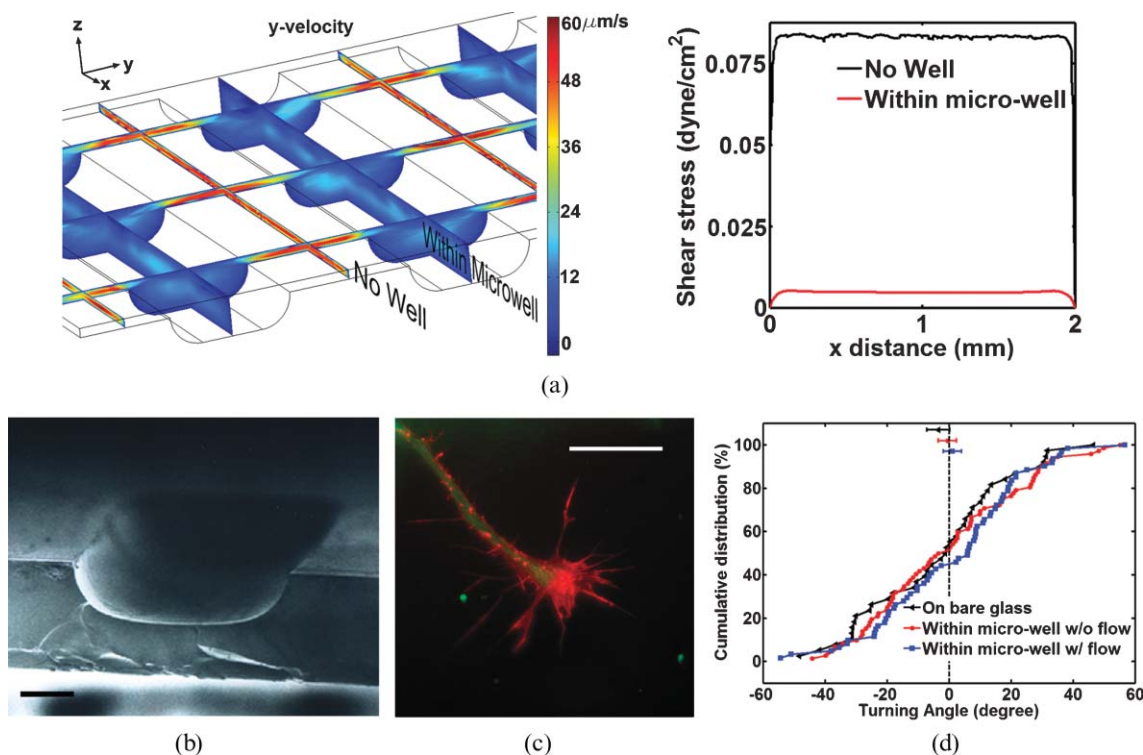 y-velocity
z
y
x
60 μm/s
48
36
24
12
0
No Well
Within Microwell
Shear stress (dyne/cm²)
0.075
0.05
0.025
0
No Well
Within micro-well
0
1
2
x distance (mm)
(a)
(b)
(c)
Cumulative distribution (%)
100
80
60
40
20
0
On bare glass
Within micro-well w/o flow
Within micro-well w/ flow
-60
-40
-20
0
20
40
60
Turning Angle (degree)
(d)